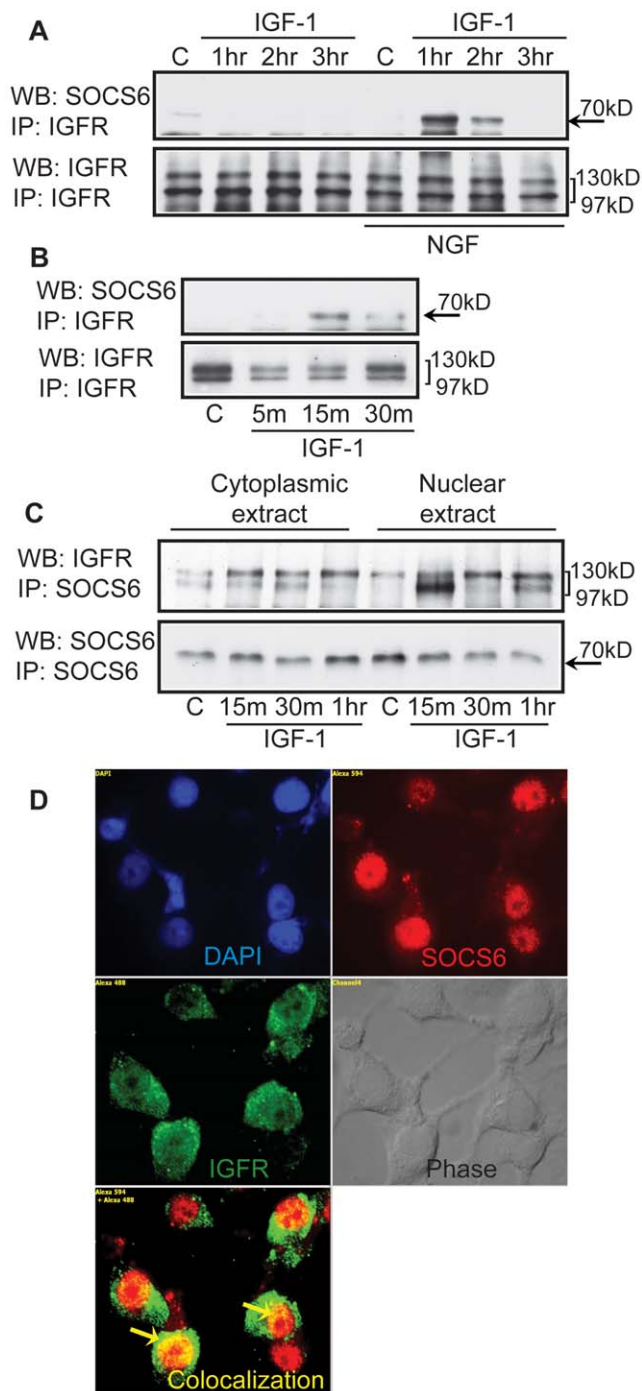 A
IGF-1 IGF-1
C 1hr 2hr 3hr C 1hr 2hr 3hr
WB: SOCS6
IP: IGFR
70kD
WB: IGFR
IP: IGFR
130kD
97kD
NGF
B
WB: SOCS6
IP: IGFR
70kD
WB: IGFR
IP: IGFR
130kD
97kD
C 5m 15m 30m
IGF-1
C
Cytoplasmic
extract
Nuclear
extract
WB: IGFR
IP: SOCS6
130kD
97kD
WB: SOCS6
IP: SOCS6
70kD
C 15m 30m 1hr C 15m 30m 1hr
IGF-1 IGF-1
D
DAPI
DAPI
Alexa 594
SOCS6
Alexa 488
IGFR
Channel4
Phase
Alexa 594
+ Alexa 488
Colocalization